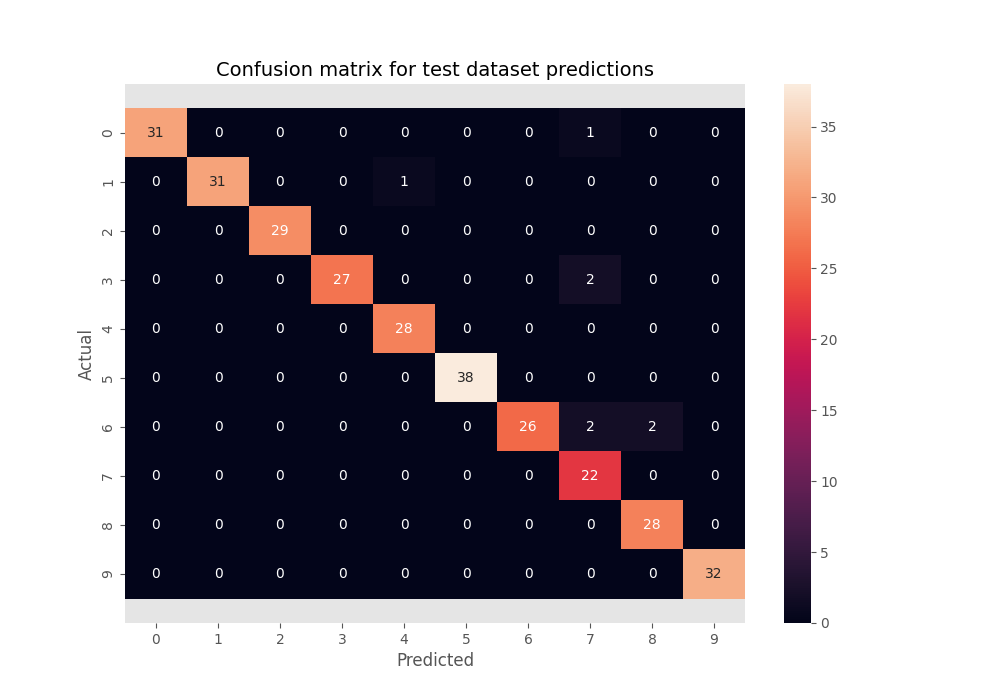 Confusion matrix for test dataset predictions
0 31 0 0 0 0 0 0 1 0 0
1 0 31 0 0 1 0 0 0 0 0
2 0 0 29 0 0 0 0 0 0 0
3 0 0 0 27 0 0 0 2 0 0
4 0 0 0 0 28 0 0 0 0 0
5 0 0 0 0 0 38 0 0 0 0
6 0 0 0 0 0 0 26 2 2 0
7 0 0 0 0 0 0 0 22 0 0
8 0 0 0 0 0 0 0 0 28 0
9 0 0 0 0 0 0 0 0 0 32
0 1 2 3 4 5 6 7 8 9
Predicted
Actual
35
30
25
20
15
10
5
0